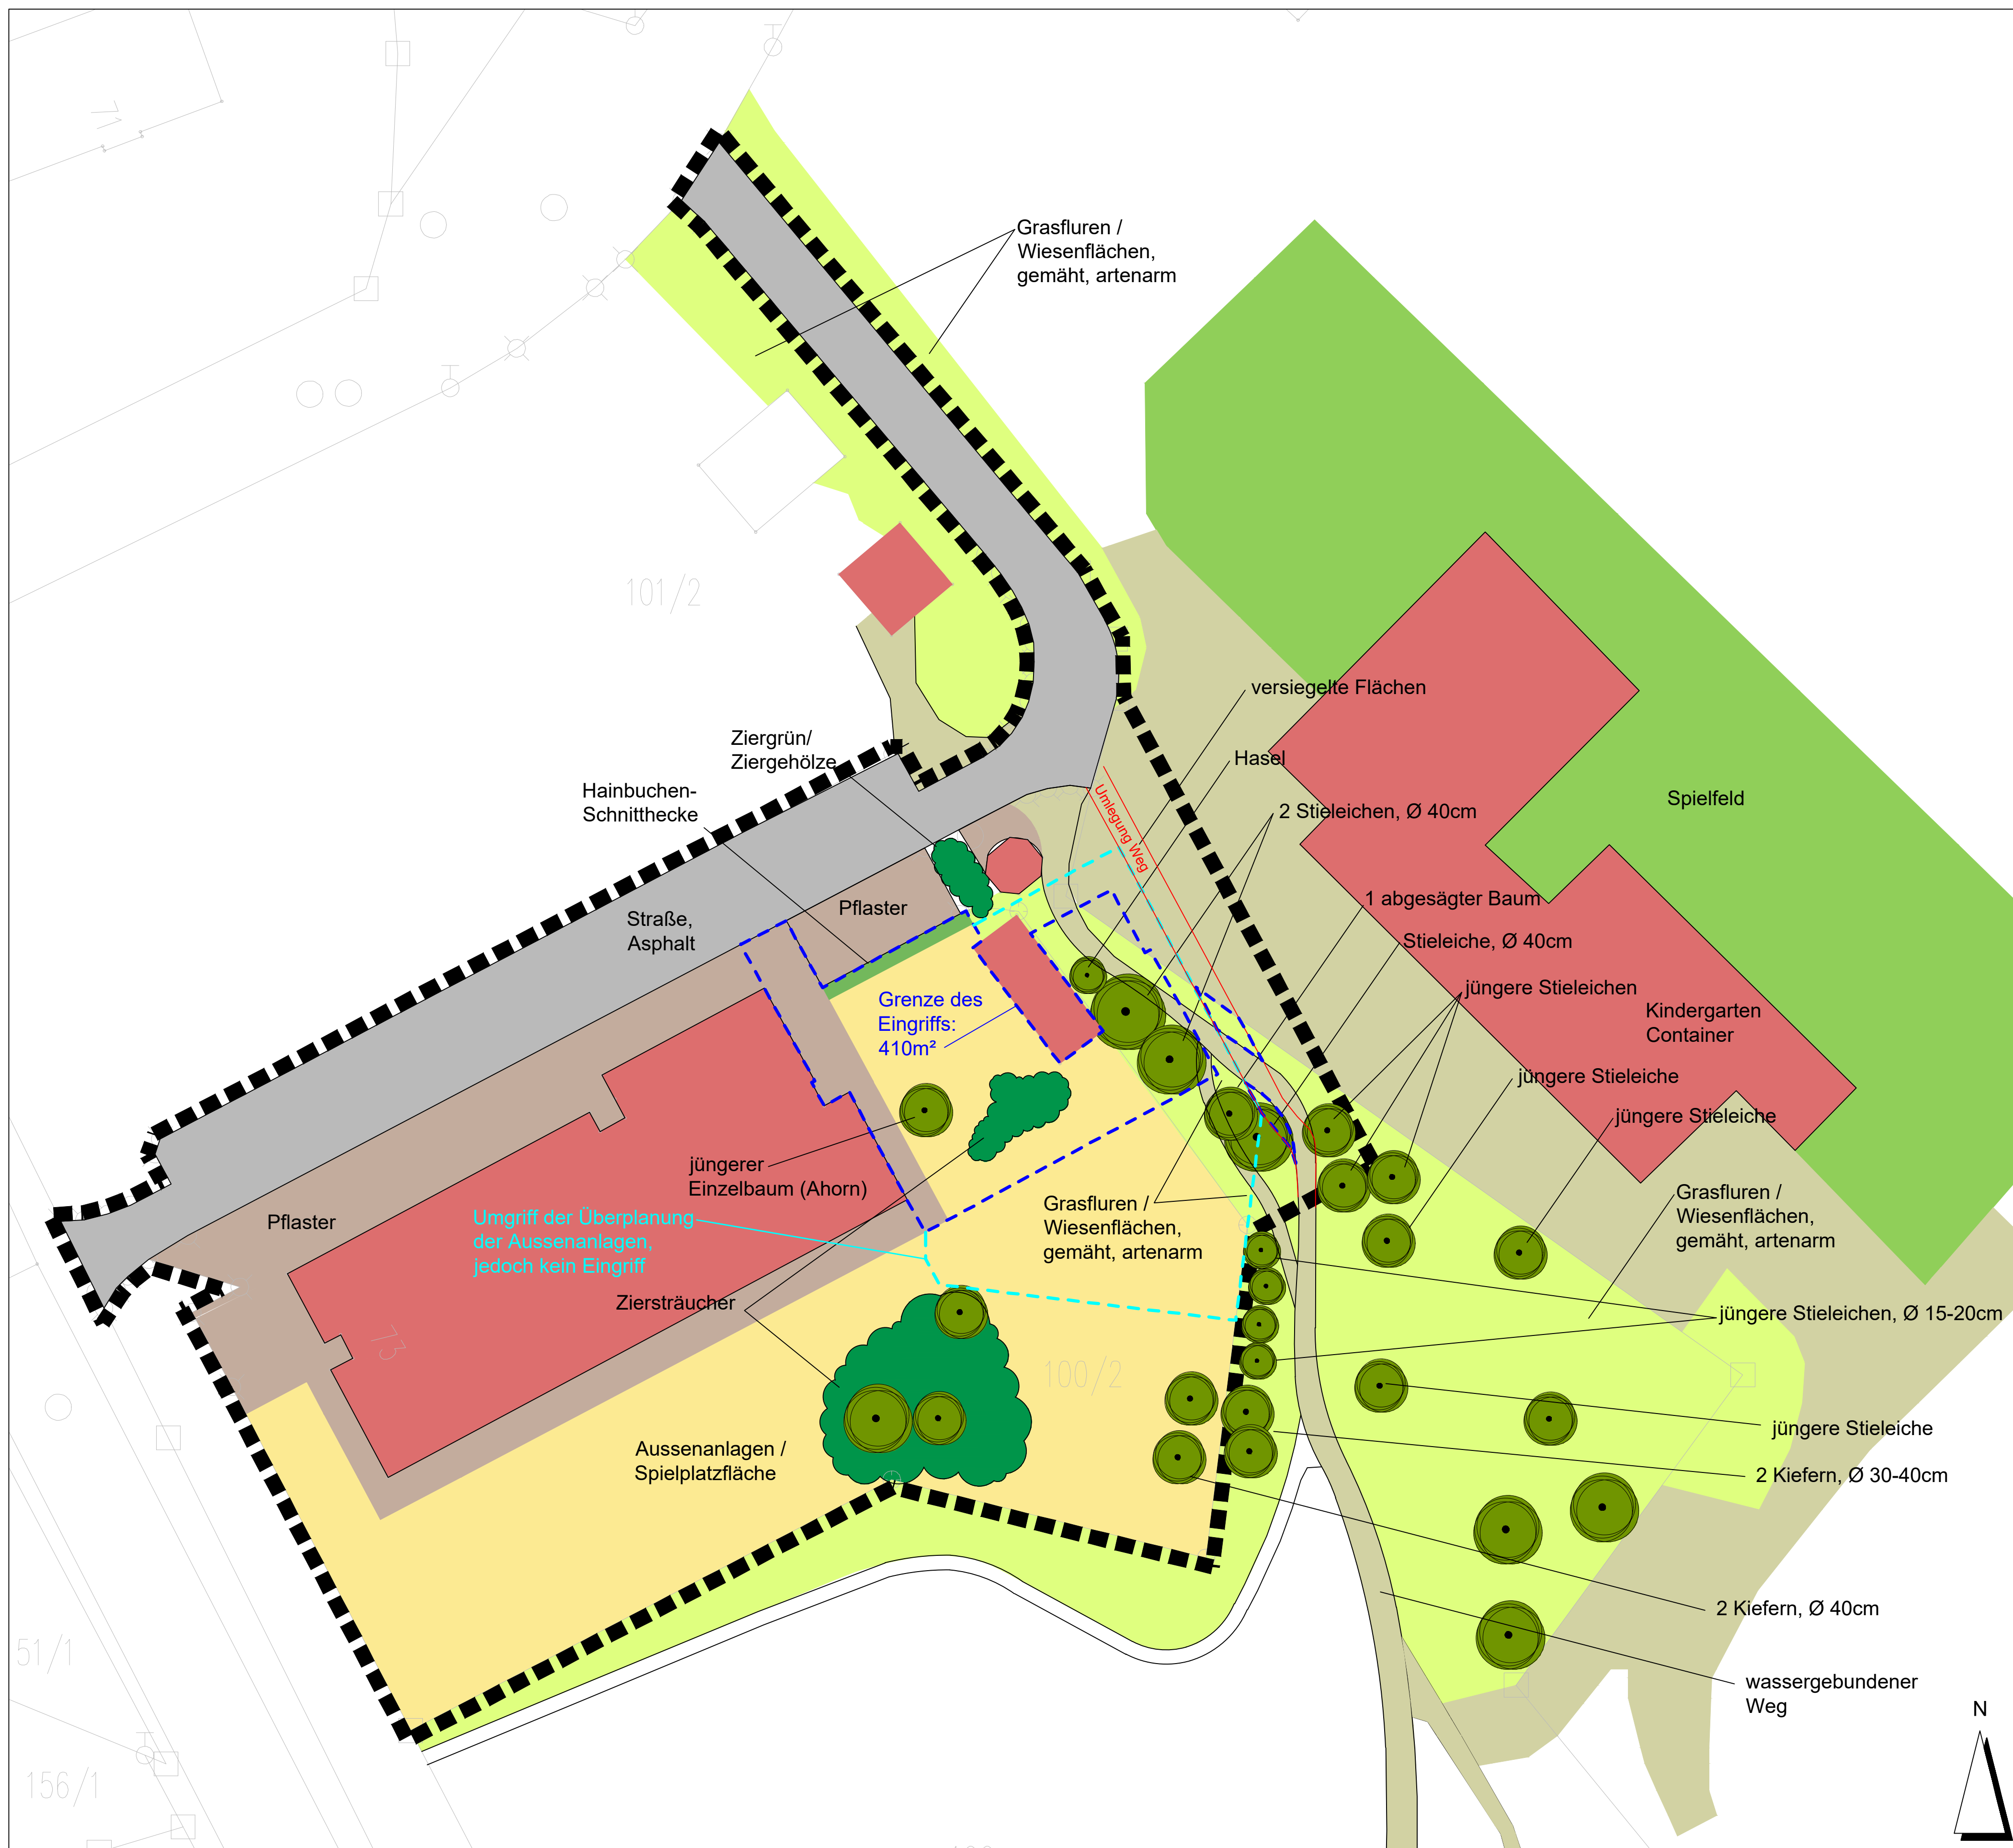 Grasfluren /
Wiesenflächen,
gemäht, artenarm
101/2
versiegelte Flächen
Ziergrün/
Ziergehölze
Hasel
Hainbuchen-
Schnitthecke
Umlegung Weg
Spielfeld
2 Stieleichen, Ø 40cm
1 abgesägter Baum
Pflaster
Straße,
Asphalt
Stieleiche, Ø 40cm
jüngere Stieleichen
Grenze des
Eingriffs:
410m²
Kindergarten
Container
jüngere Stieleiche
jüngere Stieleiche
jüngerer
Einzelbaum (Ahorn)
Grasfluren /
Wiesenflächen,
gemäht, artenarm
Grasfluren /
Wiesenflächen,
gemäht, artenarm
Pflaster
Umgriff der Überplanung
der Aussenanlagen,
jedoch kein Eingriff
Ziersträucher
jüngere Stieleichen, Ø 15-20cm
73
100/2
jüngere Stieleiche
Aussenanlagen /
Spielplatzfläche
2 Kiefern, Ø 30-40cm
2 Kiefern, Ø 40cm
51/1
wassergebundener
Weg
N
156/1